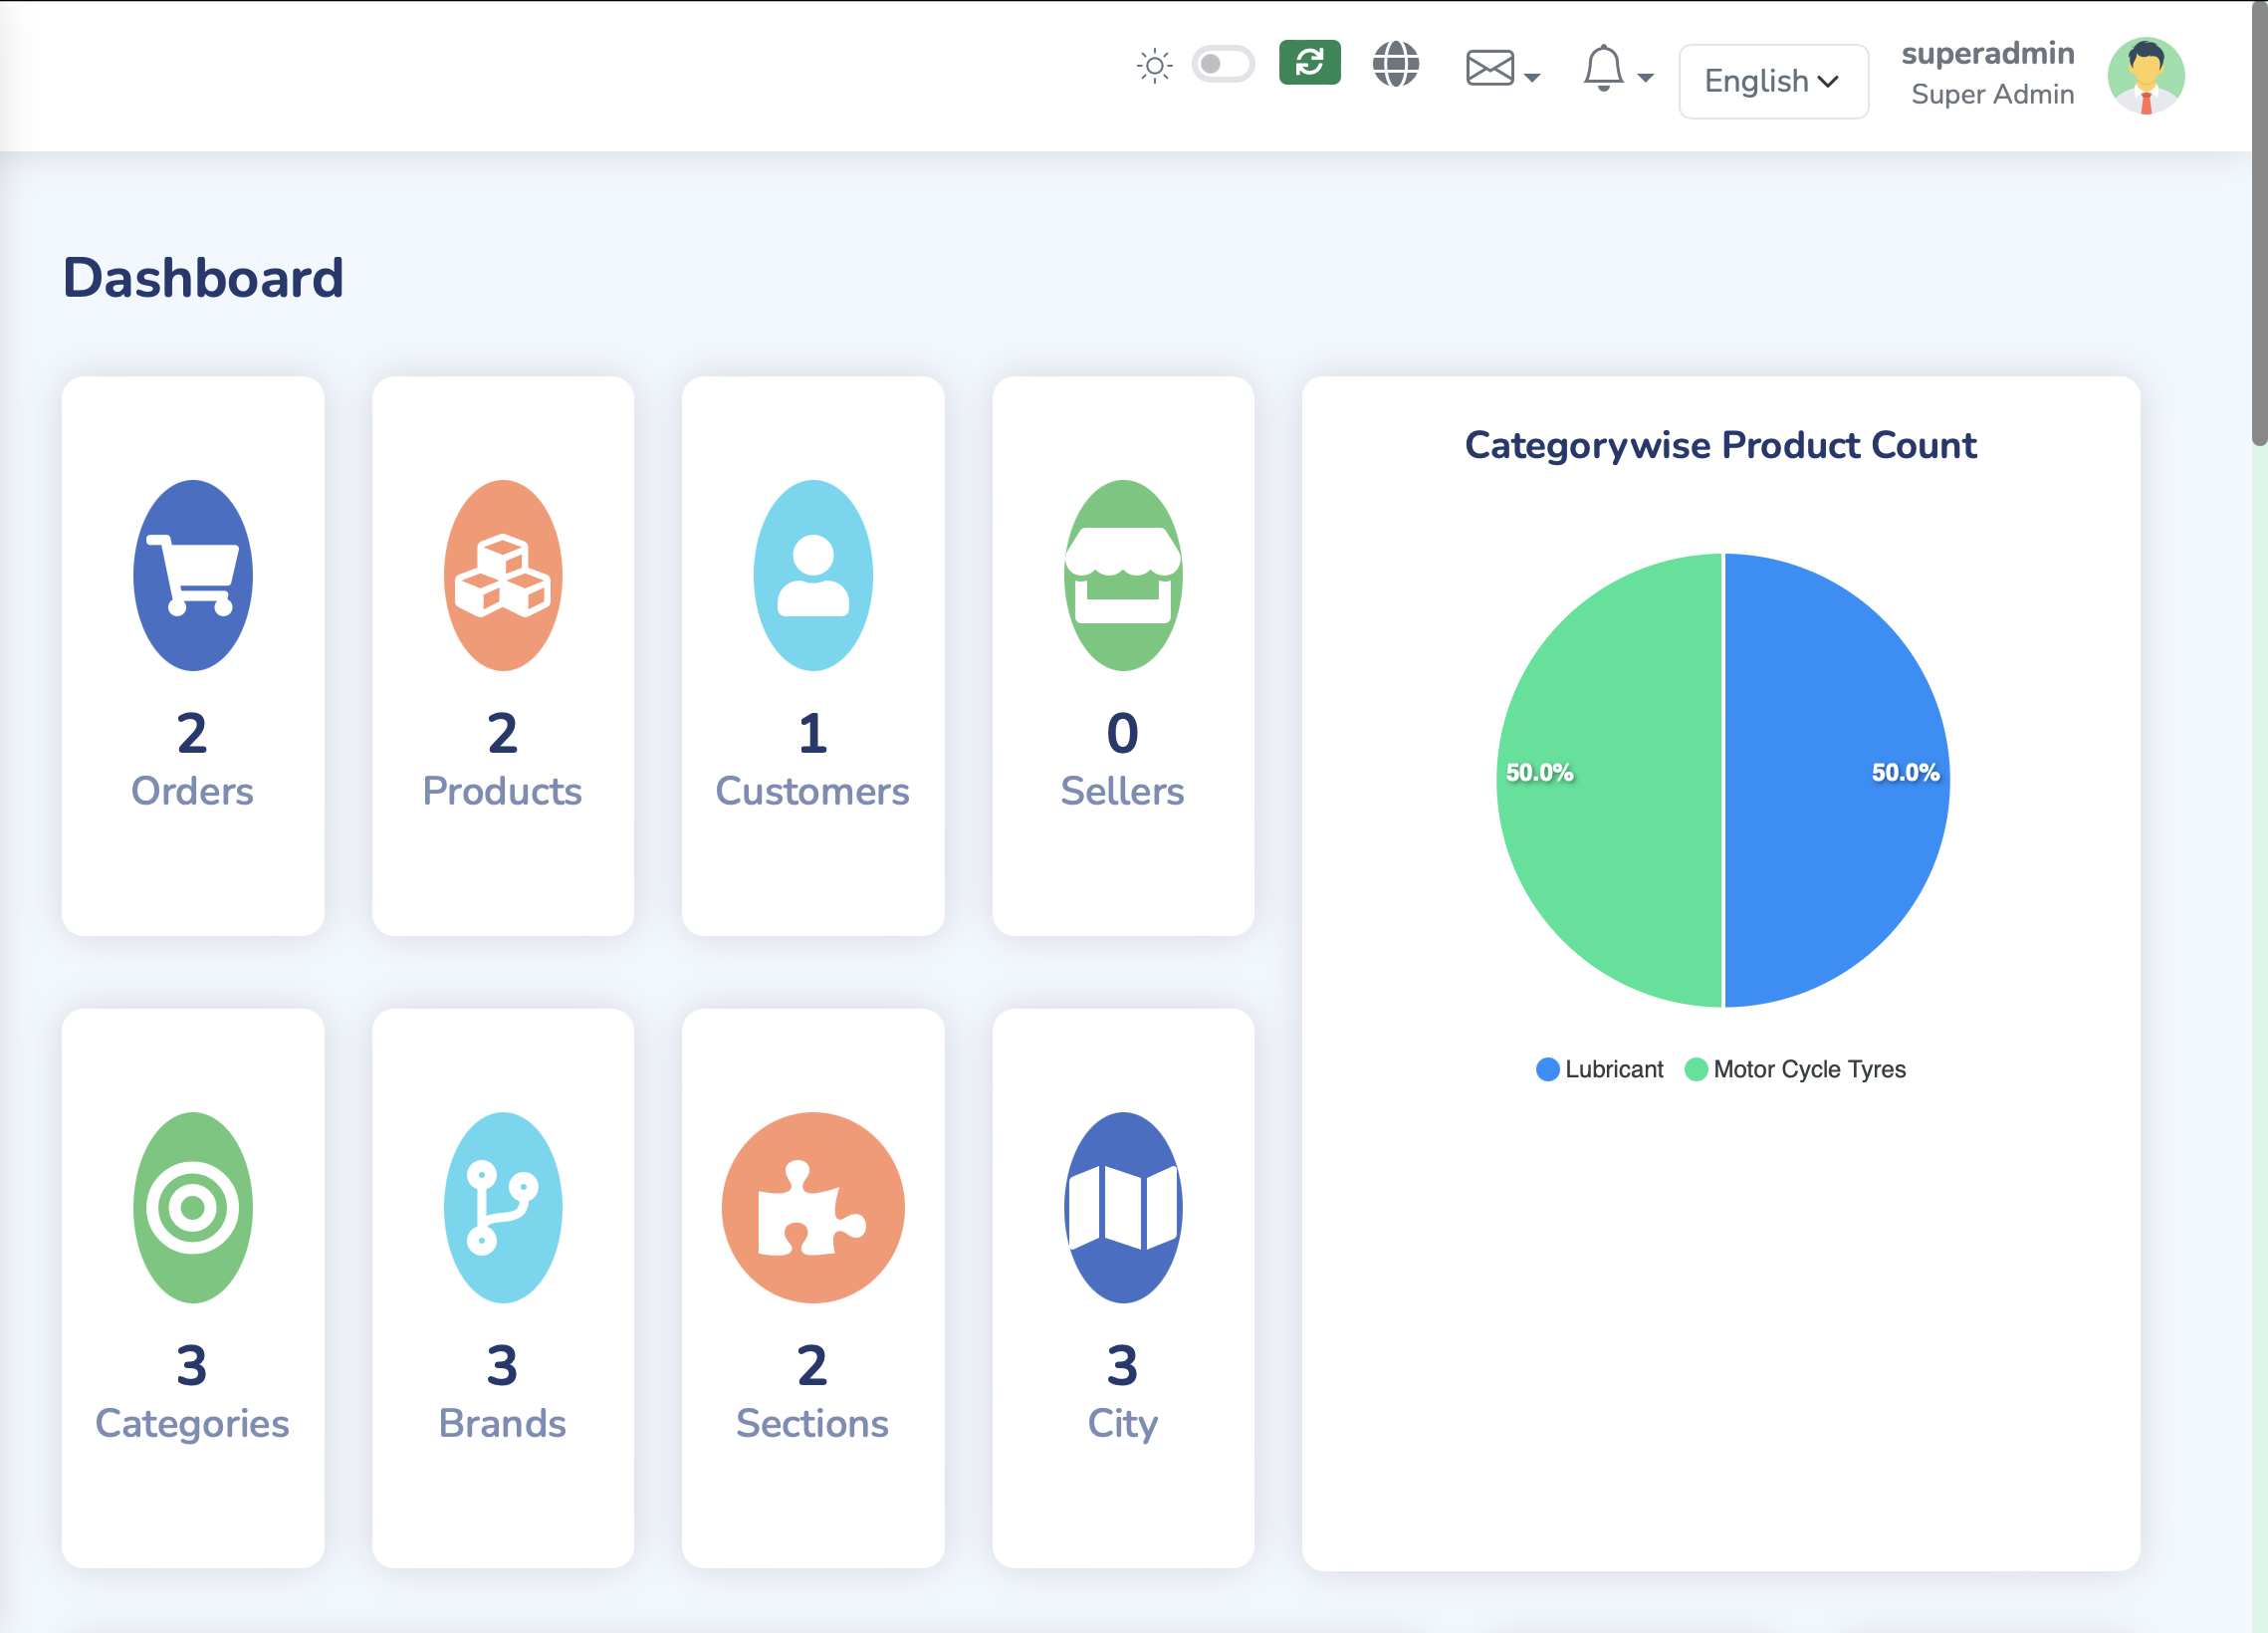 English
superadmin
Super Admin
Dashboard
2
Orders
2
Products
1
Customers
0
Sellers
Categorywise Product Count
50.0%
50.0%
Lubricant
Motor Cycle Tyres
3
Categories
3
Brands
2
Sections
3
City